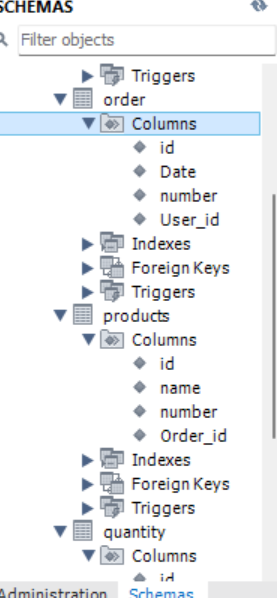 SCHEMAS
Filter objects
Triggers
order
Columns
id
Date
number
User_id
Indexes
Foreign Keys
Triggers
products
Columns
id
name
number
Order_id
Indexes
Foreign Keys
Triggers
quantity
Columns
id
Administration Schemas